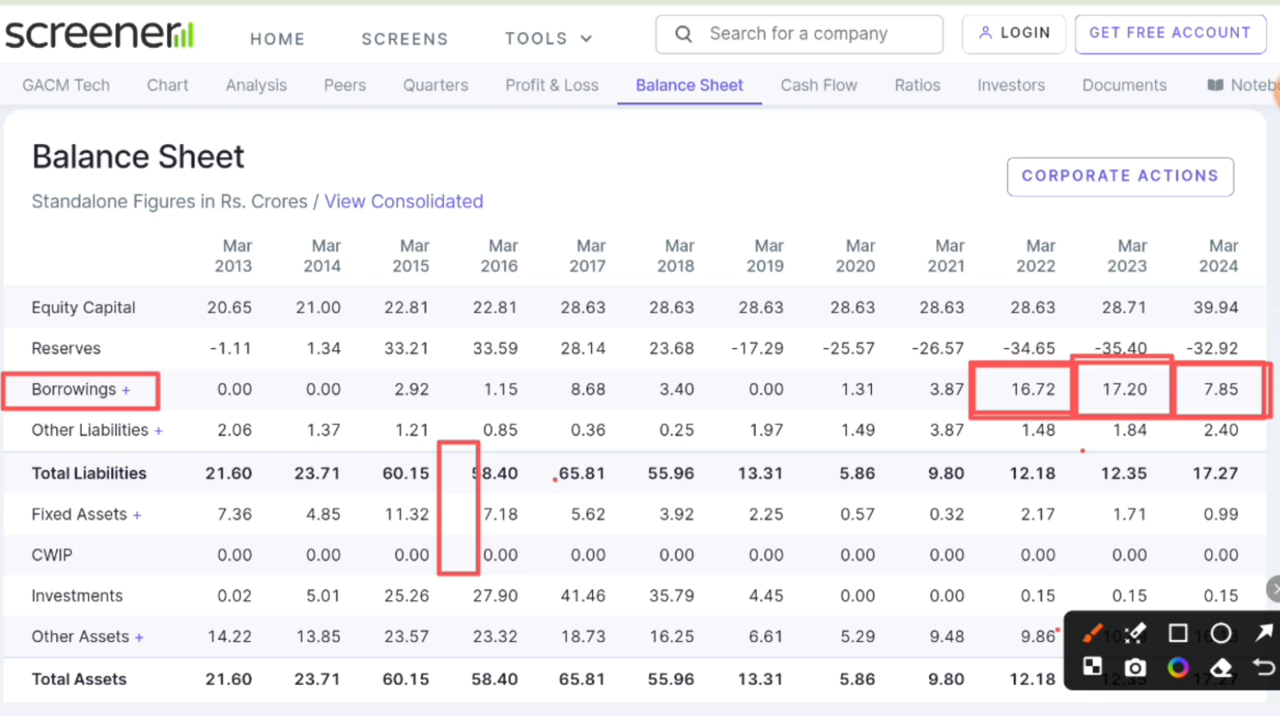 screener HOME SCREENS TOOLS Search for a company LOGIN GET FREE ACCOUNT
GACM Tech Chart Analysis Peers Quarters Profit & Loss Balance Sheet Cash Flow Ratios Investors Documents
Balance Sheet
CORPORATE ACTIONS
Standalone Figures in Rs. Crores / View Consolidated
Mar 2013 Mar 2014 Mar 2015 Mar 2016 Mar 2017 Mar 2018 Mar 2019 Mar 2020 Mar 2021 Mar 2022 Mar 2023 Mar 2024
Equity Capital 20.65 21.00 22.81 22.81 28.63 28.63 28.63 28.63 28.63 28.63 28.71 39.94
Reserves -1.11 1.34 33.21 33.59 28.14 23.68 -17.29 -25.57 -26.57 -34.65 -35.40 -32.92
Borrowings + 0.00 0.00 2.92 1.15 8.68 3.40 0.00 1.31 3.87 16.72 17.20 7.85
Other Liabilities + 2.06 1.37 1.21 0.85 0.36 0.25 1.97 1.49 3.87 1.48 1.84 2.40
Total Liabilities 21.60 23.71 60.15 58.40 65.81 55.96 13.31 5.86 9.80 12.18 12.35 17.27
Fixed Assets + 7.36 4.85 11.32 7.18 5.62 3.92 2.25 0.57 0.32 2.17 1.71 0.99
CWIP 0.00 0.00 0.00 0.00 0.00 0.00 0.00 0.00 0.00 0.00 0.00 0.00
Investments 0.02 5.01 25.26 27.90 41.46 35.79 4.45 0.00 0.00 0.15 0.15 0.15
Other Assets + 14.22 13.85 23.57 23.32 18.73 16.25 6.61 5.29 9.48 9.86
Total Assets 21.60 23.71 60.15 58.40 65.81 55.96 13.31 5.86 9.80 12.18